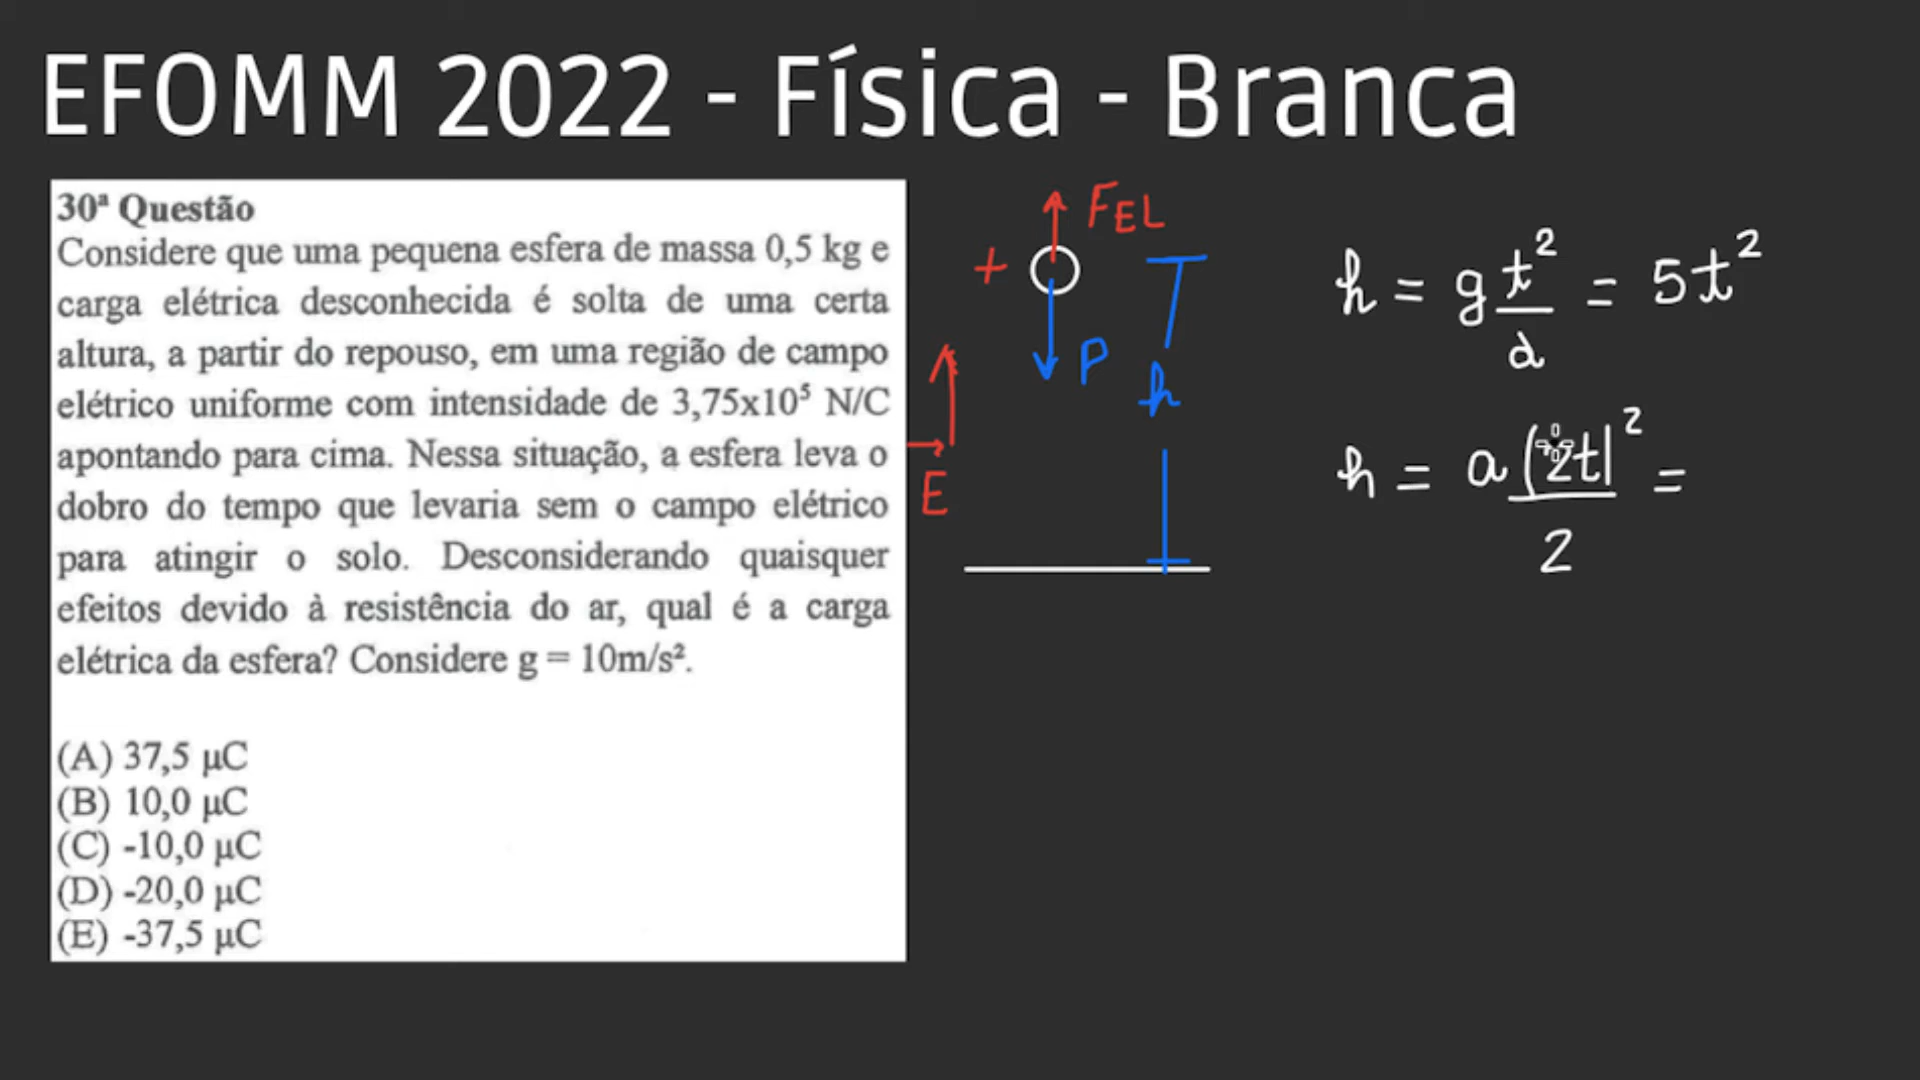 EFOMM 2022 - Física - Branca
30ª Questão
Considere que uma pequena esfera de massa 0,5 kg e
carga elétrica desconhecida é solta de uma certa
altura, a partir do repouso, em uma região de campo
elétrico uniforme com intensidade de 3,75x10⁵ N/C
apontando para cima. Nessa situação, a esfera leva o
dobro do tempo que levaria sem o campo elétrico
para atingir o solo. Desconsiderando quaisquer
efeitos devido à resistência do ar, qual é a carga
elétrica da esfera? Considere g = 10m/s².
(A) 37,5 µC
(B) 10,0 µC
(C) -10,0 µC
(D) -20,0 µC
(E) -37,5 µC
FEL
+
P
h
E
h = g t²/2 = 5t²
h = a (2t)²/2 =